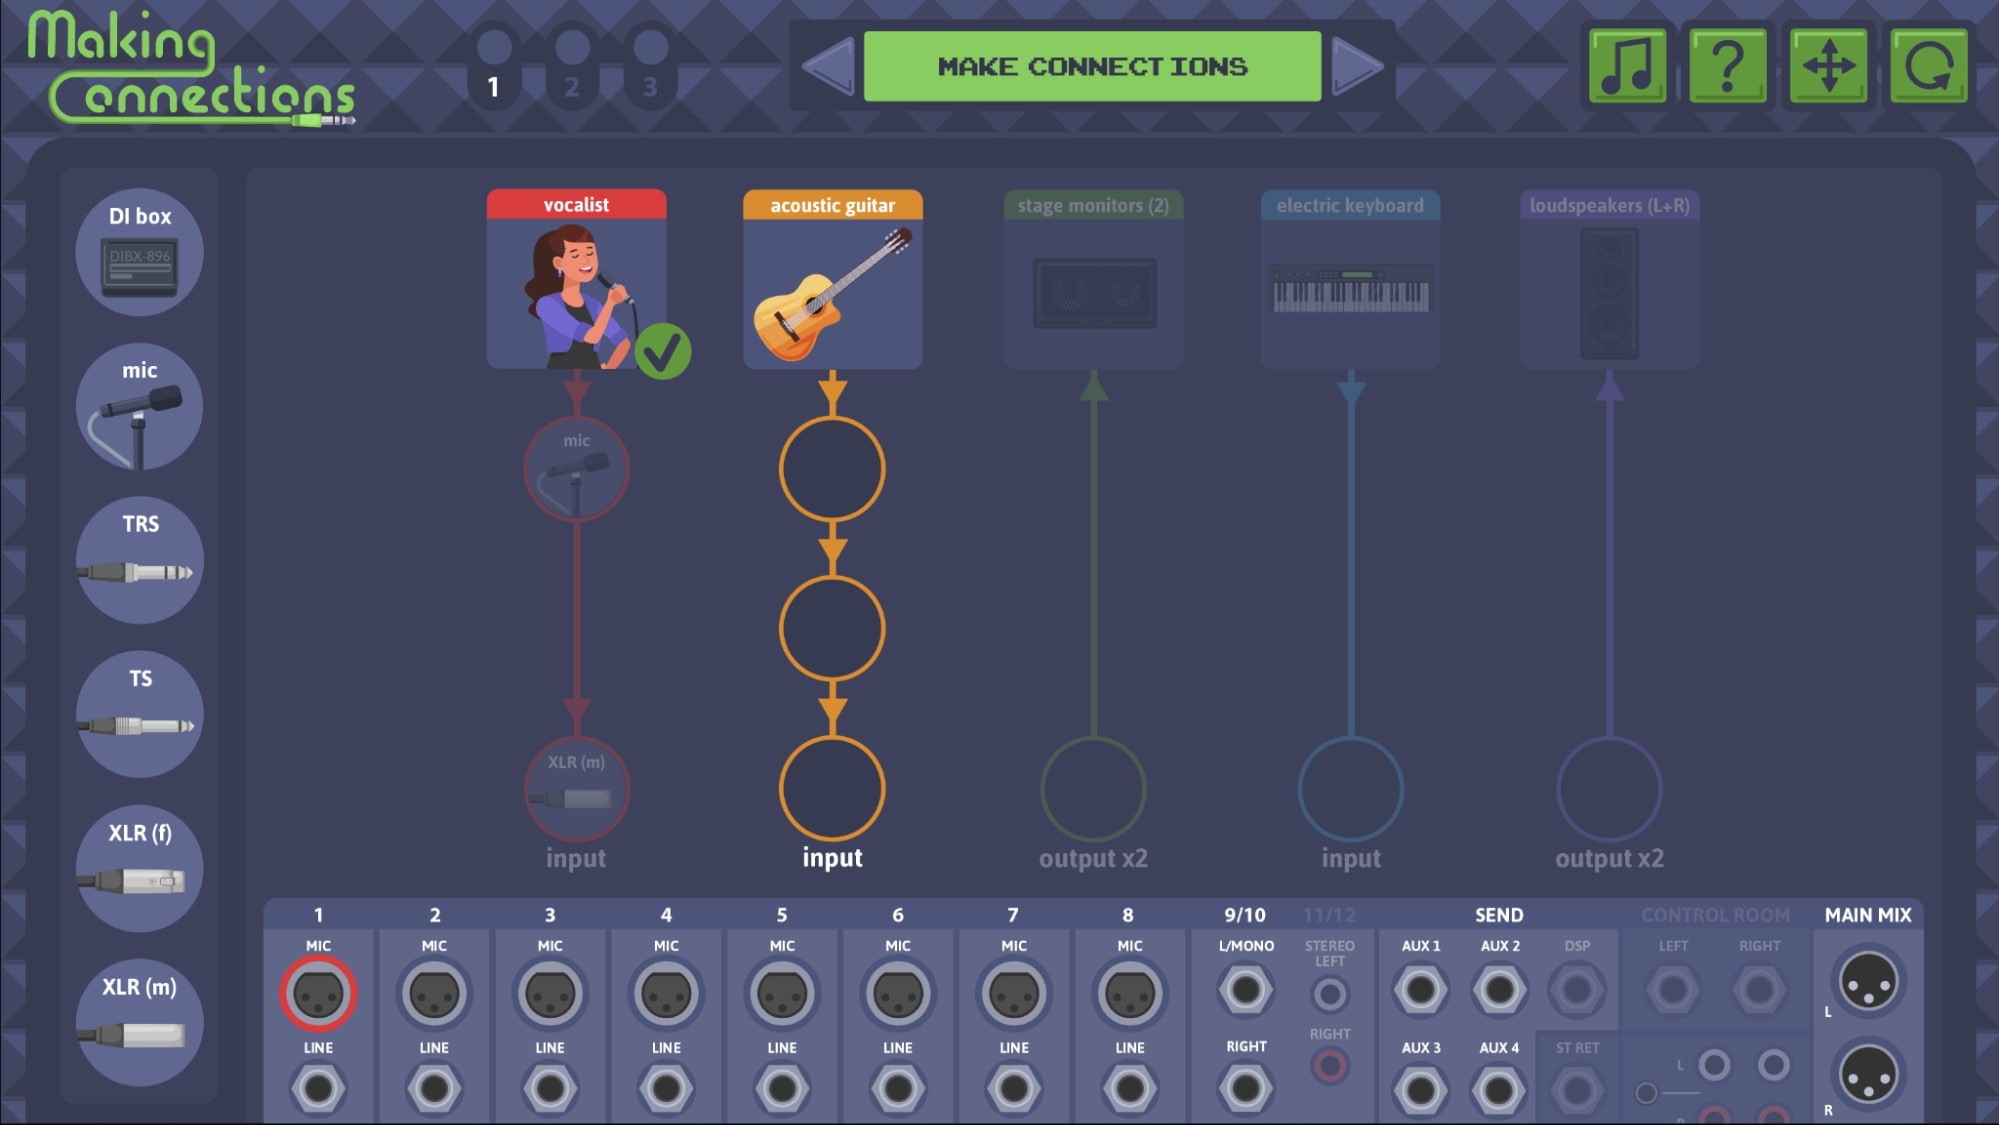 Making
Connections
1 2 3
MAKE CONNECTIONS
?
DI box
DIBX-896
mic
TRS
TS
XLR (f)
XLR (m)
vocalist
acoustic guitar
stage monitors (2)
electric keyboard
loudspeakers (L+R)
mic
XLR (m)
input
input
output x2
input
output x2
1 2 3 4 5 6 7 8 9/10 11/12 SEND CONTROL ROOM MAIN MIX
MIC MIC MIC MIC MIC MIC MIC MIC L/MONO STEREO LEFT AUX 1 AUX 2 DSP LEFT RIGHT
L
LINE LINE LINE LINE LINE LINE LINE LINE RIGHT RIGHT AUX 3 AUX 4 ST RET
L
R